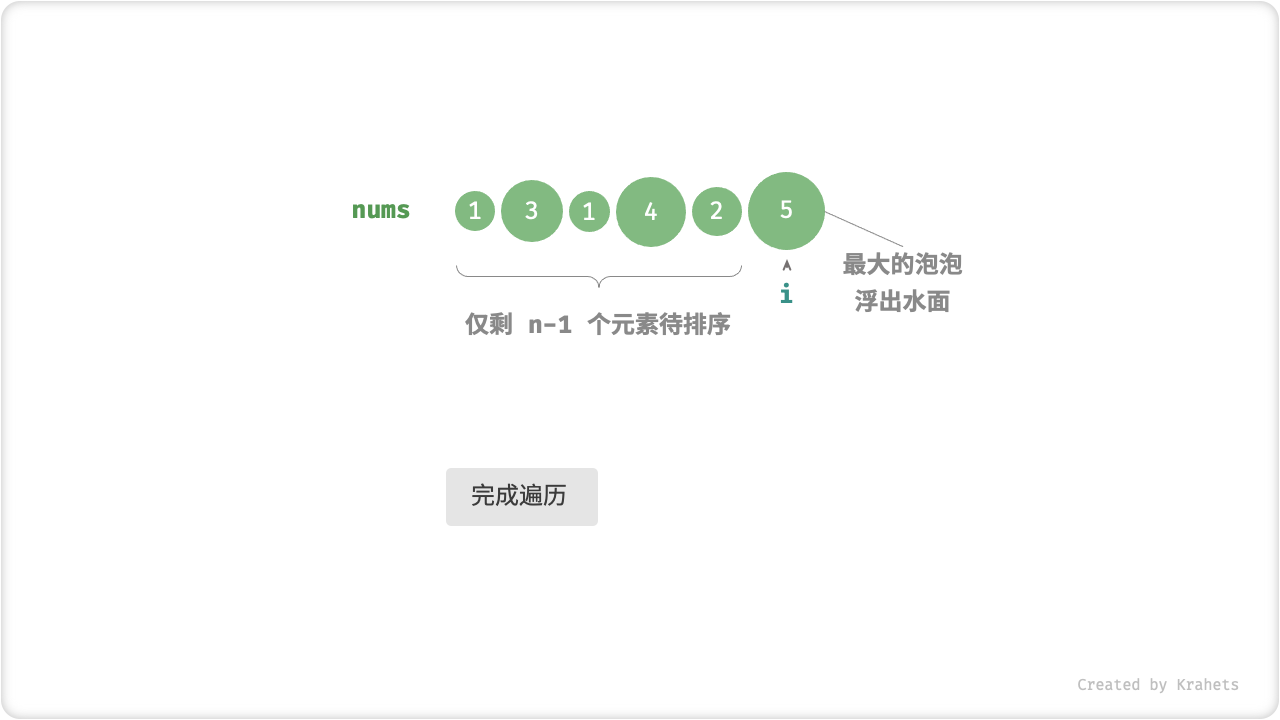 nums 1 3 1 4 2 5
i
最大的泡泡
浮出水面
仅剩 n-1 个元素待排序
完成遍历
Created by Krahets